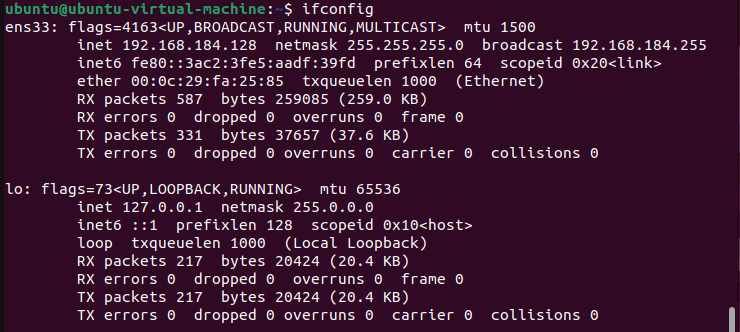 ubuntu@ubuntu-virtual-machine:~$ ifconfig
ens33: flags=4163<UP,BROADCAST,RUNNING,MULTICAST>  mtu 1500
        inet 192.168.184.128  netmask 255.255.255.0  broadcast 192.168.184.255
        inet6 fe80::3ac2:3fe5:aadf:39fd  prefixlen 64  scopeid 0x20<link>
        ether 00:0c:29:fa:25:85  txqueuelen 1000  (Ethernet)
        RX packets 587  bytes 259085 (259.0 KB)
        RX errors 0  dropped 0  overruns 0  frame 0
        TX packets 331  bytes 37657 (37.6 KB)
        TX errors 0  dropped 0 overruns 0  carrier 0  collisions 0

lo: flags=73<UP,LOOPBACK,RUNNING>  mtu 65536
        inet 127.0.0.1  netmask 255.0.0.0
        inet6 ::1  prefixlen 128  scopeid 0x10<host>
        loop  txqueuelen 1000  (Local Loopback)
        RX packets 217  bytes 20424 (20.4 KB)
        RX errors 0  dropped 0  overruns 0  frame 0
        TX packets 217  bytes 20424 (20.4 KB)
        TX errors 0  dropped 0 overruns 0  carrier 0  collisions 0